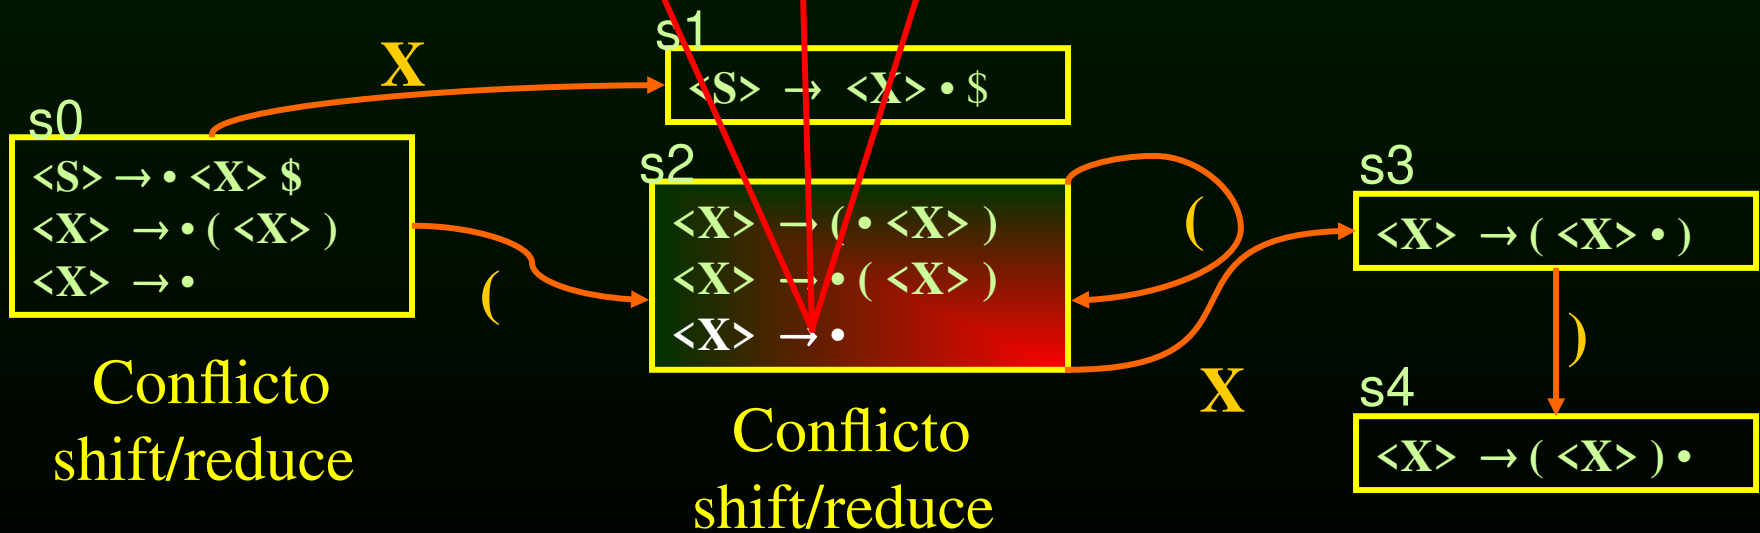 s0
<S> → • <X> $
<X> → • ( <X> )
<X> → •
Conflicto
shift/reduce
X
(
s1
<S> → <X> • $
s2
<X> → ( • <X> )
<X> → • ( <X> )
<X> → •
Conflicto
shift/reduce
(
X
s3
<X> → ( <X> • )
)
s4
<X> → ( <X> ) •